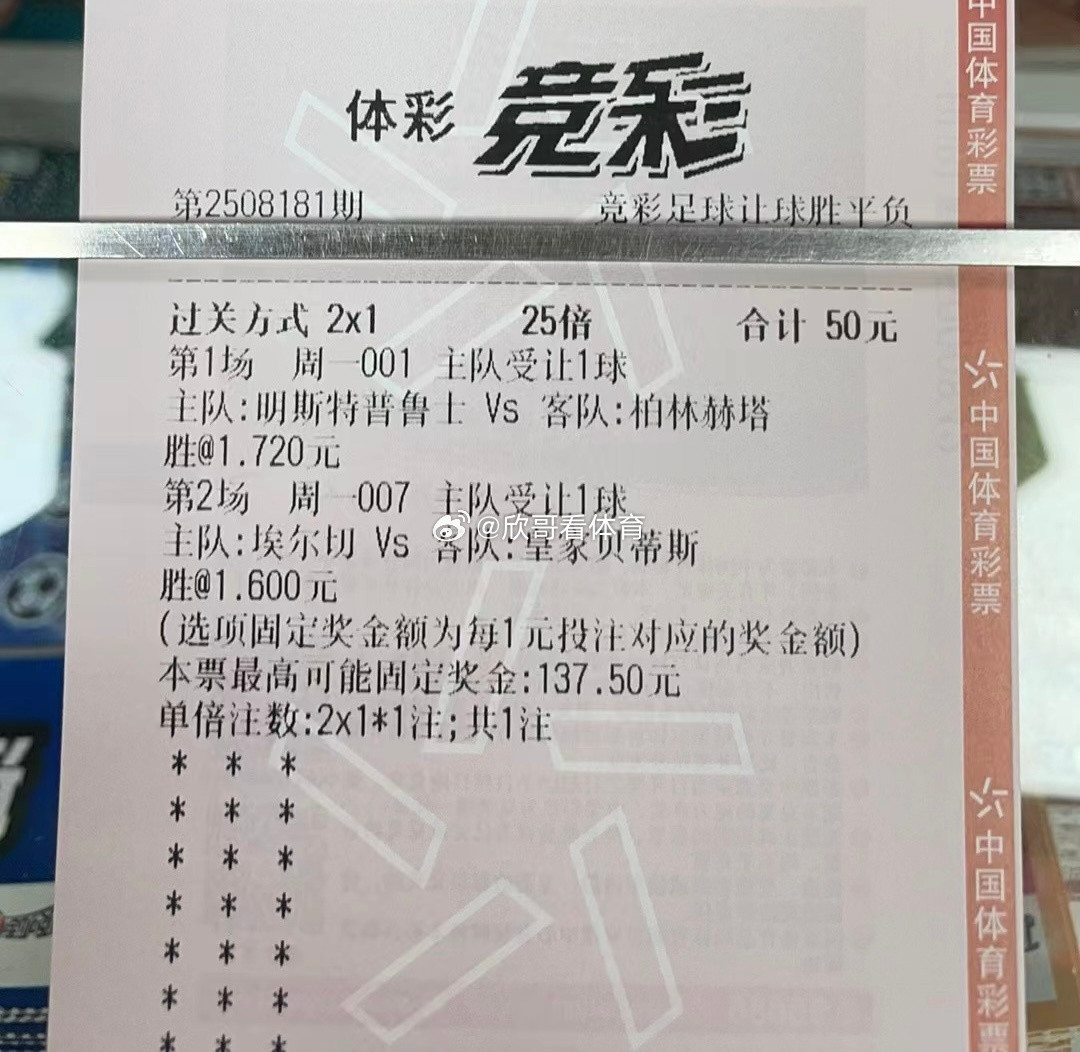 体彩 竞彩
第2508181期 竞彩足球让球胜平负
过关方式 2x1 25倍 合计 50元
第1场 周一001 主队受让1球
主队:明斯特普鲁士 Vs 客队:柏林赫塔
胜@1.720元
第2场 周一007 主队受让1球
@欣哥看体育
主队:埃尔切 Vs 客队:皇家贝蒂斯
胜@1.600元
(选项固定奖金额为每1元投注对应的奖金额)
本票最高可能固定奖金:137.50元
单倍注数:2x1*1注;共1注
* * *
* * *
* * *
* * *
* * *
* * *
* * *
中国体育彩票
中国体育彩票
中国体育彩票